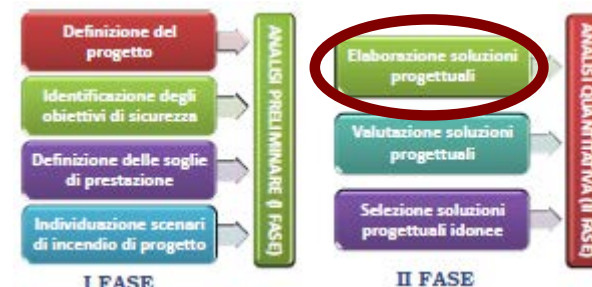 Definizione del
progetto
Identificazione degli
obiettivi di sicurezza
Definizione delle soglie
di prestazione
Individuazione scenari
di incendio di progetto
ANALISI PRELIMINARE (I FASE)
I FASE
Elaborazione soluzioni
progettuali
Valutazione soluzioni
progettuali
Selezione soluzioni
progettuali idonee
ANALISI QUANTITATIVA (II FASE)
II FASE